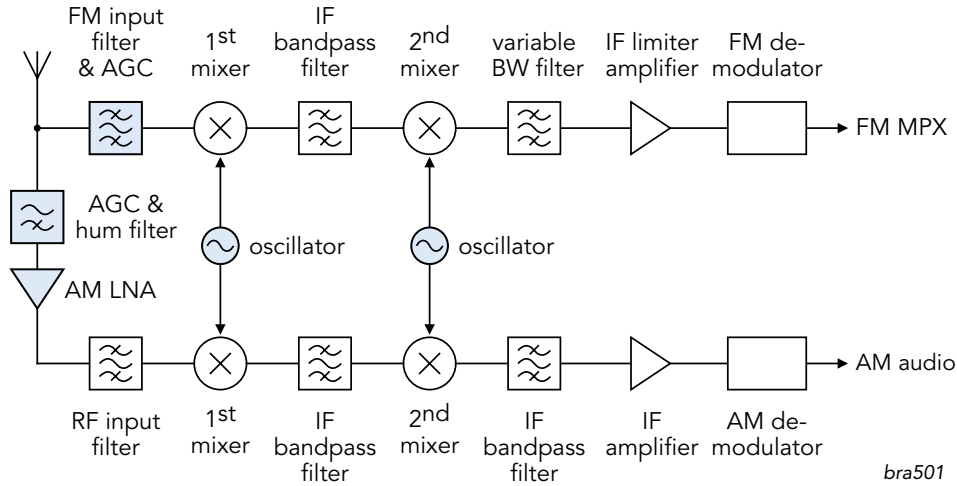 FM input
filter
& AGC
1st
mixer
IF
bandpass
filter
2nd
mixer
variable
BW filter
IF limiter
amplifier
FM de-
modulator
FM MPX
AGC &
hum filter
oscillator
oscillator
AM LNA
AM audio
RF input
filter
1st
mixer
IF
bandpass
filter
2nd
mixer
IF
bandpass
filter
IF
amplifier
AM de-
modulator
bra501